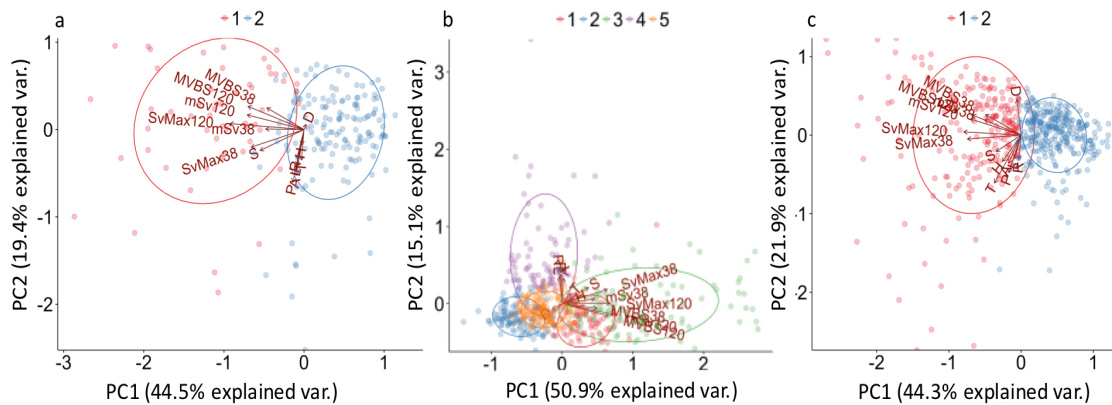 a
1 2
PC2 (19.4% explained var.)
1
0
-1
-2
MVBS38
MVBS120
mSv120
SvMax120
mSv38
SvMax38
S
D
-3
-2
-1
0
1
PC1 (44.5% explained var.)
b
1 2 3 4 5
PC2 (15.1% explained var.)
3
2
1
0
S
SvMax38
mSv38
SvMax120
MVBS38
MVBS120
-1
0
1
2
PC1 (50.9% explained var.)
c
1 2
PC2 (21.9% explained var.)
1
0
-1
-2
MVBS38
mSv120
SvMax120
SvMax38
D
S
T
-2
-1
0
1
PC1 (44.3% explained var.)